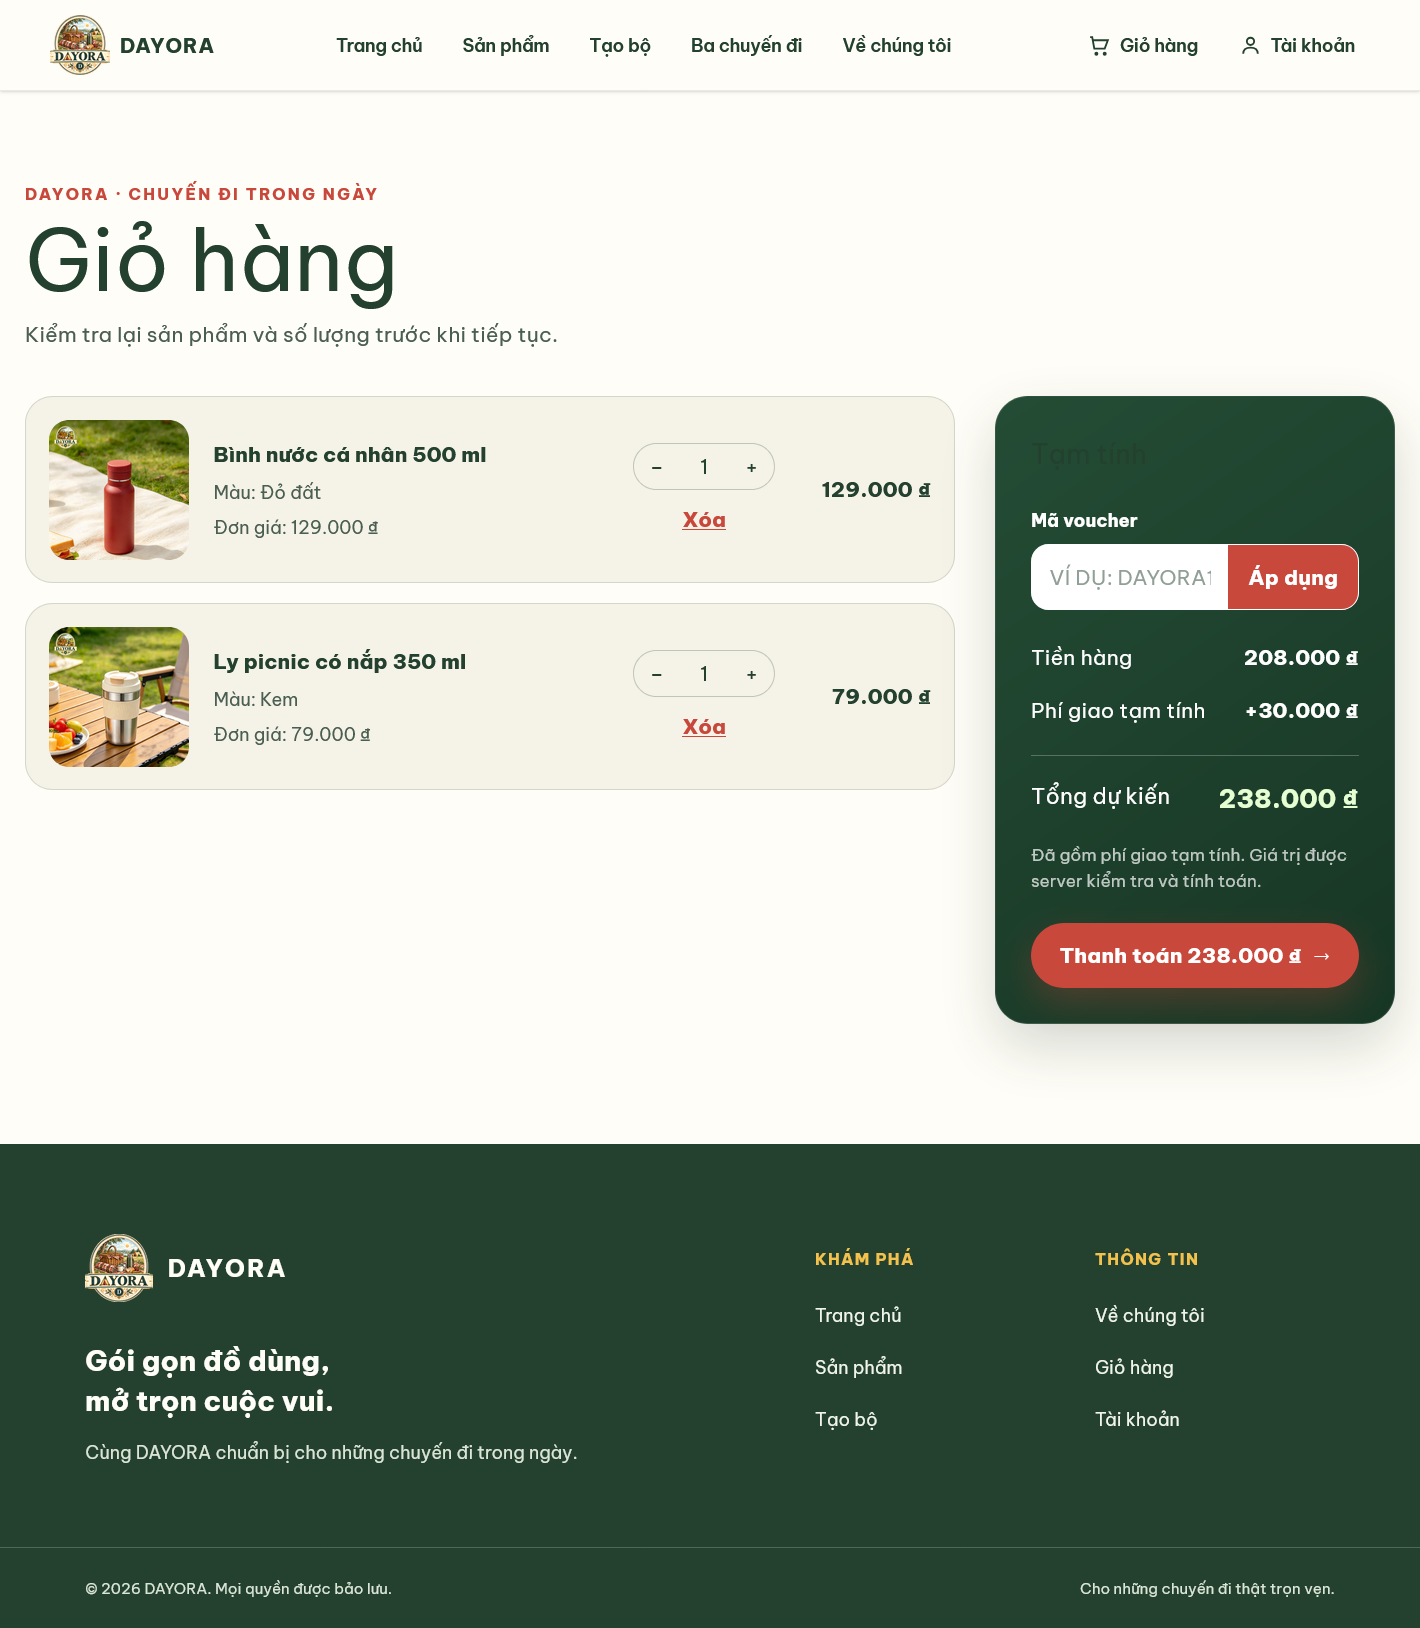 DAYORA
DAYORA
Trang chủ
Sản phẩm
Tạo bộ
Ba chuyến đi
Về chúng tôi
Giỏ hàng
Tài khoản
DAYORA · CHUYẾN ĐI TRONG NGÀY
Giỏ hàng
Kiểm tra lại sản phẩm và số lượng trước khi tiếp tục.
Bình nước cá nhân 500 ml
Màu: Đỏ đất
Đơn giá: 129.000 ₫
− 1 +
Xóa
129.000 ₫
Ly picnic có nắp 350 ml
Màu: Kem
Đơn giá: 79.000 ₫
− 1 +
Xóa
79.000 ₫
Tạm tính
Mã voucher
VÍ DỤ: DAYORA1
Áp dụng
Tiền hàng 208.000 ₫
Phí giao tạm tính +30.000 ₫
Tổng dự kiến 238.000 ₫
Đã gồm phí giao tạm tính. Giá trị được
server kiểm tra và tính toán.
Thanh toán 238.000 ₫ →
DAYORA
DAYORA
Gói gọn đồ dùng,
mở trọn cuộc vui.
Cùng DAYORA chuẩn bị cho những chuyến đi trong ngày.
KHÁM PHÁ
Trang chủ
Sản phẩm
Tạo bộ
THÔNG TIN
Về chúng tôi
Giỏ hàng
Tài khoản
© 2026 DAYORA. Mọi quyền được bảo lưu.
Cho những chuyến đi thật trọn vẹn.